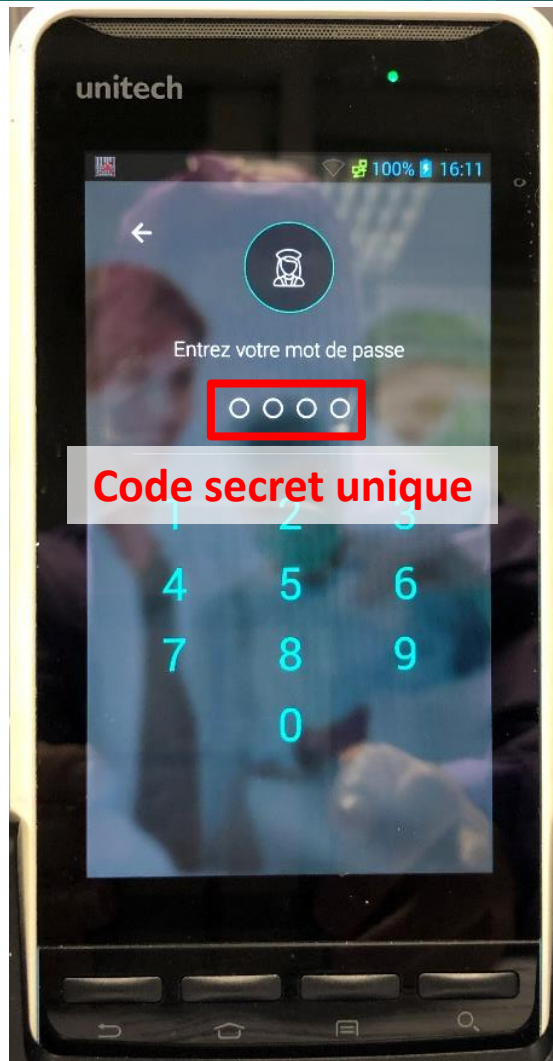 unitech
100% 16:11
Entrez votre mot de passe
Code secret unique
1 2 3
4 5 6
7 8 9
0